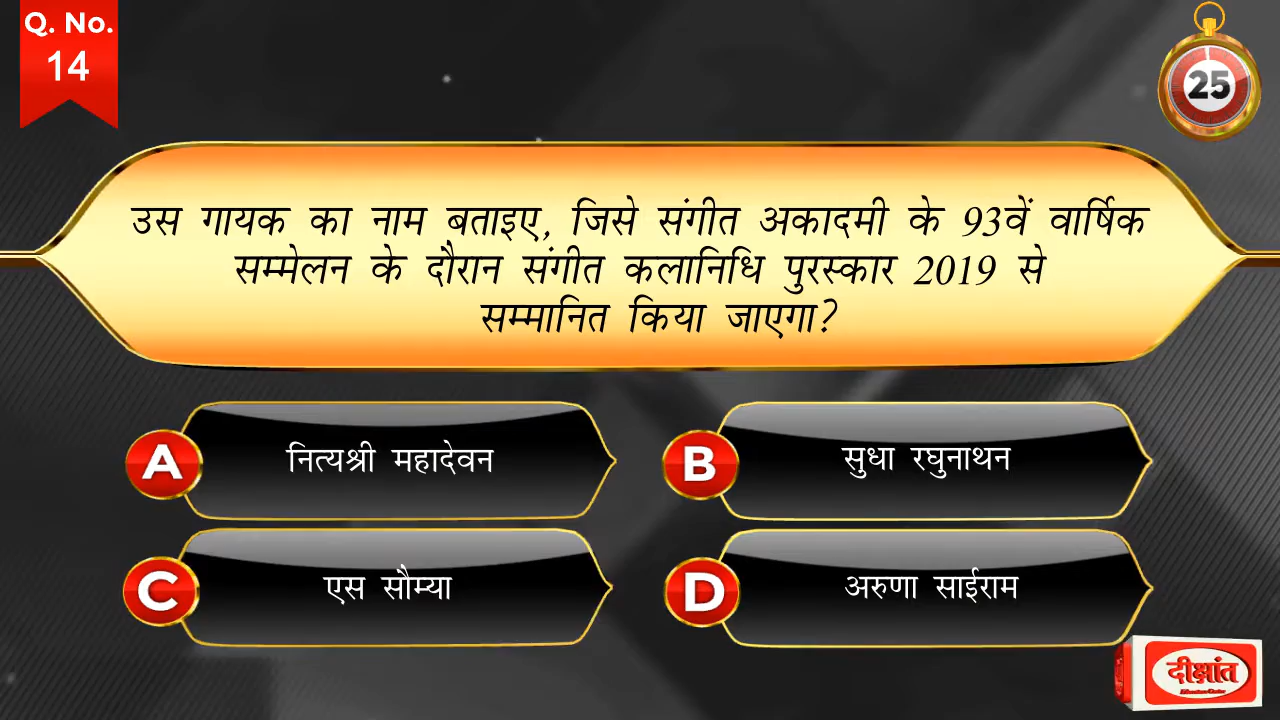 Q. No.
14
25
उस गायक का नाम बताइए, जिसे संगीत अकादमी के 93वें वार्षिक
सम्मेलन के दौरान संगीत कलानिधि पुरस्कार 2019 से
सम्मानित किया जाएगा?
A नित्यश्री महादेवन
B सुधा रघुनाथन
C एस सौम्या
D अरुणा साईराम
दीक्षांत